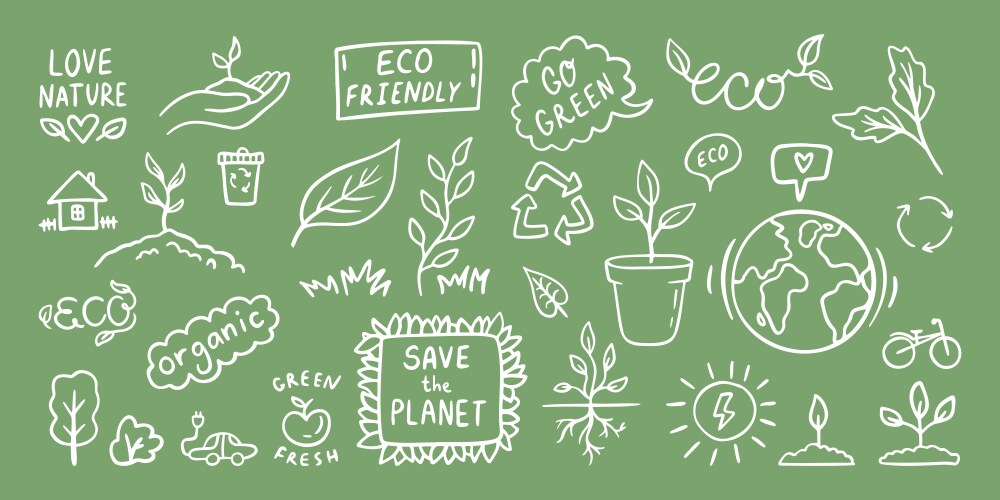 LOVE
NATURE
ECO
FRIENDLY
GO
GREEN
eco
ECO
ECO
organic
GREEN
FRESH
SAVE
the
PLANET